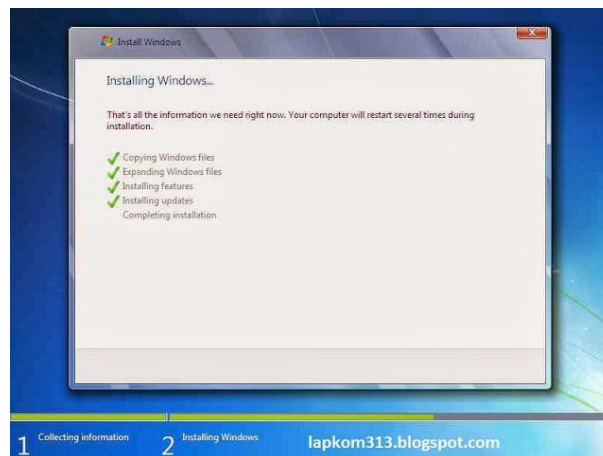 Install Windows
Installing Windows...
That's all the information we need right now. Your computer will restart several times during
installation.
Copying Windows files
Expanding Windows files
Installing features
Installing updates
Completing installation
1 Collecting information
2 Installing Windows
lapkom313.blogspot.com